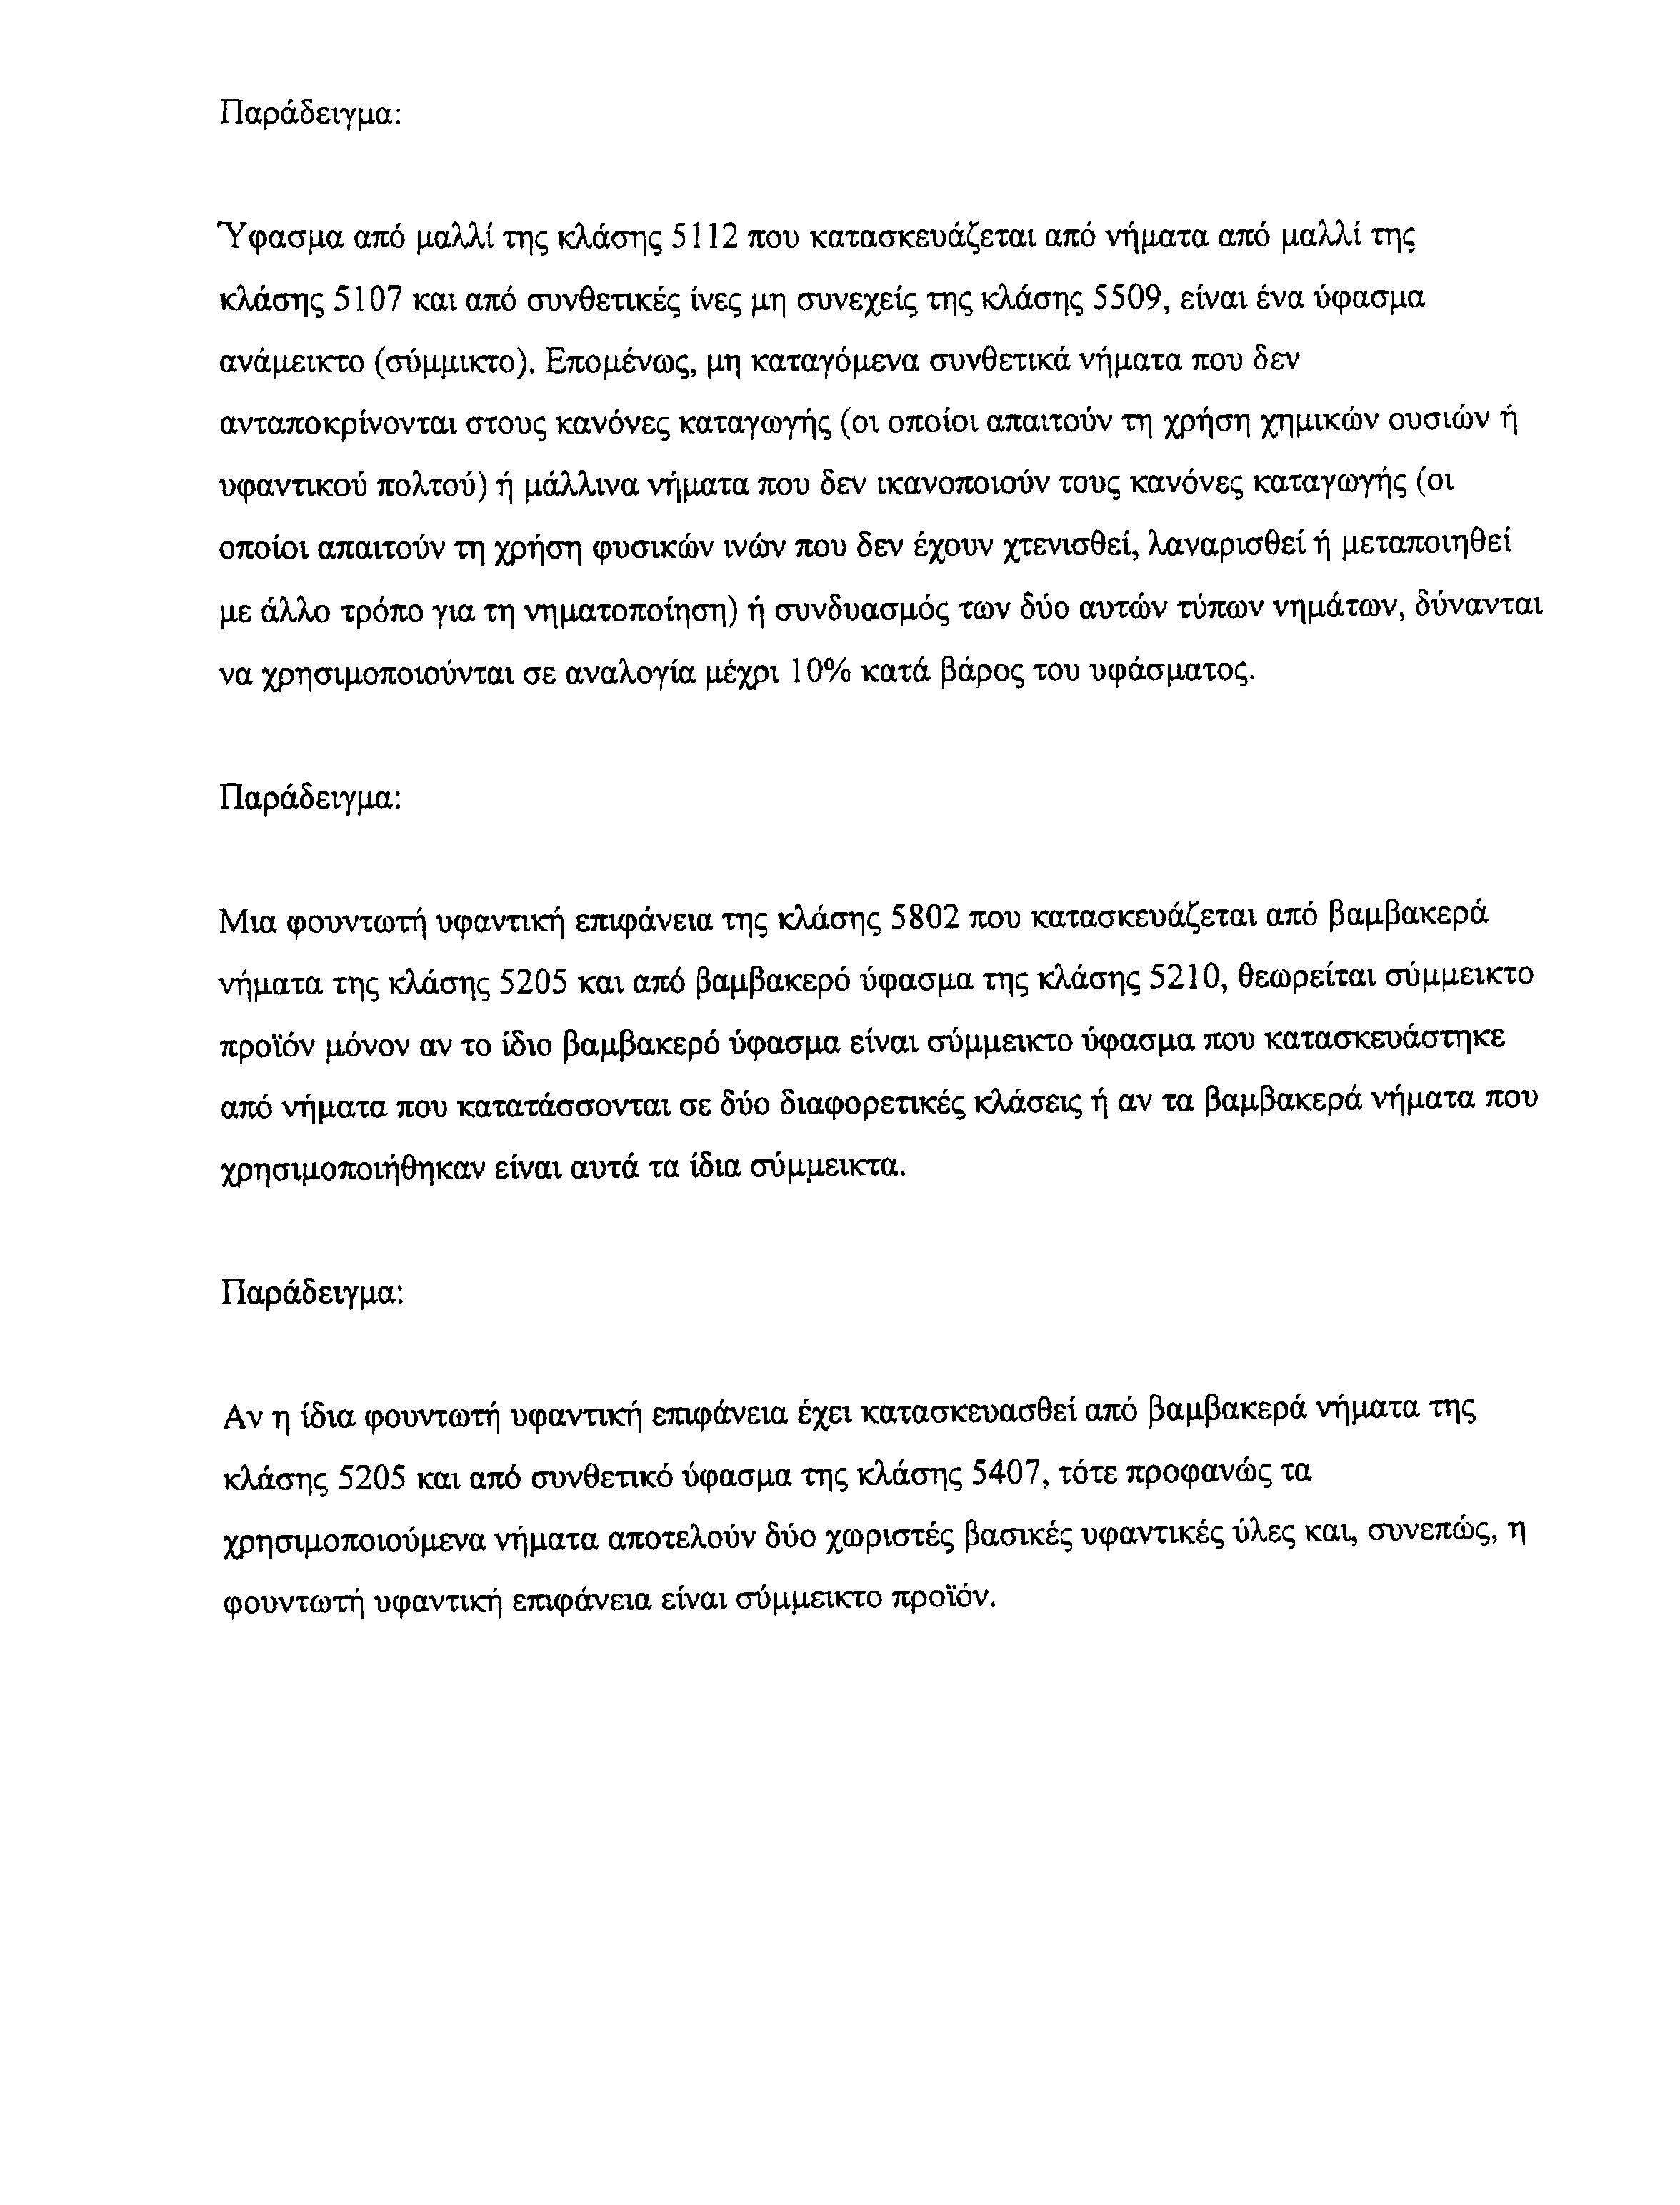 Παράδειγμα:
Ύφασμα από μαλλί της κλάσης 5112 που κατασκευάζεται από νήματα από μαλλί της
κλάσης 5107 και από συνθετικές ίνες μη συνεχείς της κλάσης 5509, είναι ένα ύφασμα
ανάμεικτο (σύμμικτο). Επομένως, μη καταγόμενα συνθετικά νήματα που δεν
ανταποκρίνονται στους κανόνες καταγωγής (οι οποίοι απαιτούν τη χρήση χημικών ουσιών ή
υφαντικού πολτού) ή μάλλινα νήματα που δεν ικανοποιούν τους κανόνες καταγωγής (οι
οποίοι απαιτούν τη χρήση φυσικών ινών που δεν έχουν χτενισθεί, λαναρισθεί ή μεταποιηθεί
με άλλο τρόπο για τη νηματοποίηση) ή συνδυασμός των δύο αυτών τύπων νημάτων, δύνανται
να χρησιμοποιούνται σε αναλογία μέχρι 10% κατά βάρος του υφάσματος.
Παράδειγμα:
Μια φουντωτή υφαντική επιφάνεια της κλάσης 5802 που κατασκευάζεται από βαμβακερά
νήματα της κλάσης 5205 και από βαμβακερό ύφασμα της κλάσης 5210, θεωρείται σύμμεικτο
προϊόν μόνον αν το ίδιο βαμβακερό ύφασμα είναι σύμμεικτο ύφασμα που κατασκευάστηκε
από νήματα που κατατάσσονται σε δύο διαφορετικές κλάσεις ή αν τα βαμβακερά νήματα που
χρησιμοποιήθηκαν είναι αυτά τα ίδια σύμμεικτα.
Παράδειγμα:
Αν η ίδια φουντωτή υφαντική επιφάνεια έχει κατασκευασθεί από βαμβακερά νήματα της
κλάσης 5205 και από συνθετικό ύφασμα της κλάσης 5407, τότε προφανώς τα
χρησιμοποιούμενα νήματα αποτελούν δύο χωριστές βασικές υφαντικές ύλες και, συνεπώς, η
φουντωτή υφαντική επιφάνεια είναι σύμμεικτο προϊόν.